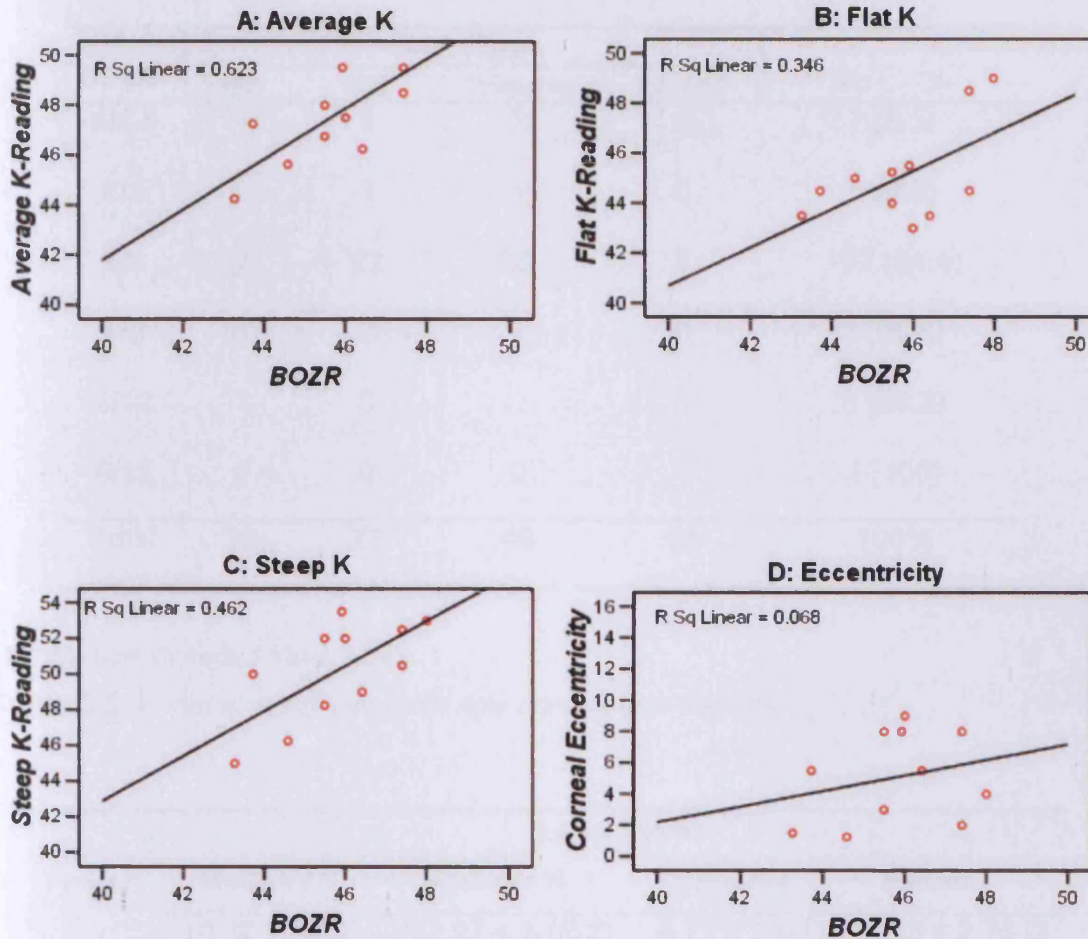 A: Average K
R Sq Linear = 0.623
Average K-Reading
50
48
46
44
42
40
40 42 44 46 48 50
BOZR
B: Flat K
R Sq Linear = 0.346
Flat K-Reading
50
48
46
44
42
40
40 42 44 46 48 50
BOZR
C: Steep K
R Sq Linear = 0.462
Steep K-Reading
54
52
50
48
46
44
42
40
40 42 44 46 48 50
BOZR
D: Eccentricity
R Sq Linear = 0.068
Corneal Eccentricity
16
14
12
10
8
6
4
2
0
40 42 44 46 48 50
BOZR